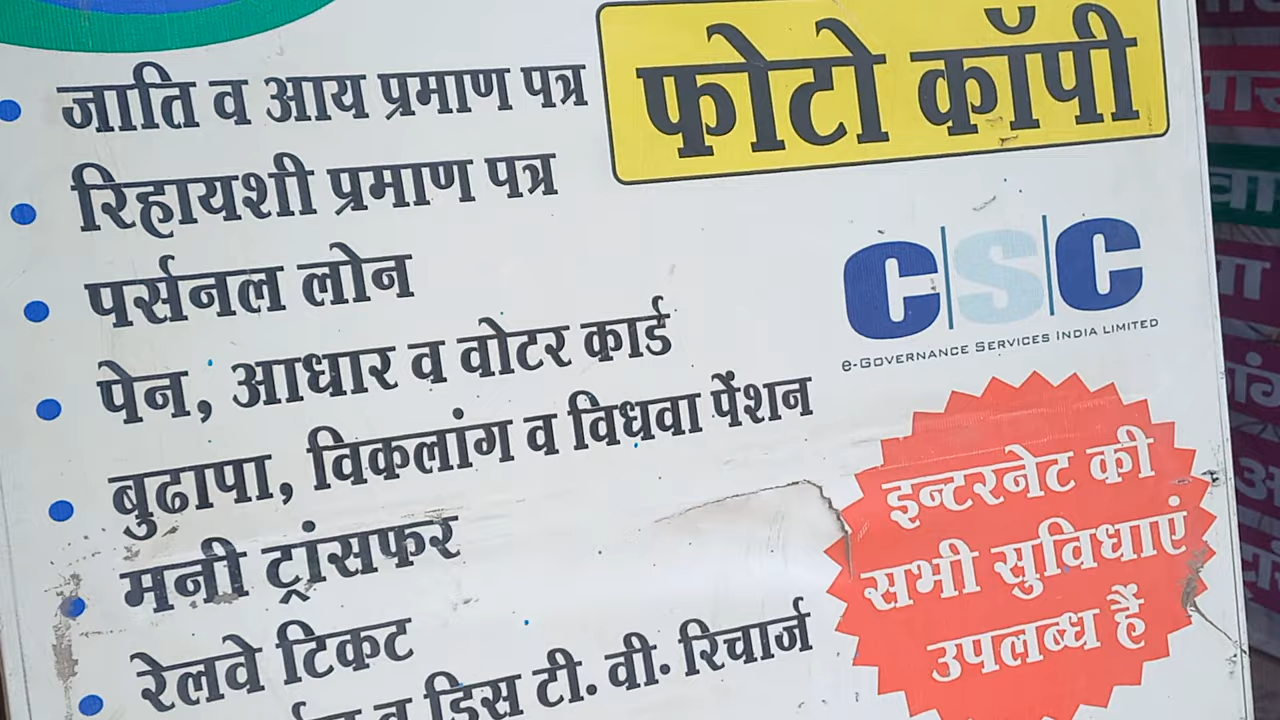 जाति व आय प्रमाण पत्र
रिहायशी प्रमाण पत्र
पर्सनल लोन
पेन, आधार व वोटर कार्ड
बुढापा, विकलांग व विधवा पेंशन
मनी ट्रांसफर
रेलवे टिकट
व डिस टी. वी. रिचार्ज
फोटो कॉपी
CSC
e-GOVERNANCE SERVICES INDIA LIMITED
इन्टरनेट की
सभी सुविधाएं
उपलब्ध हैं